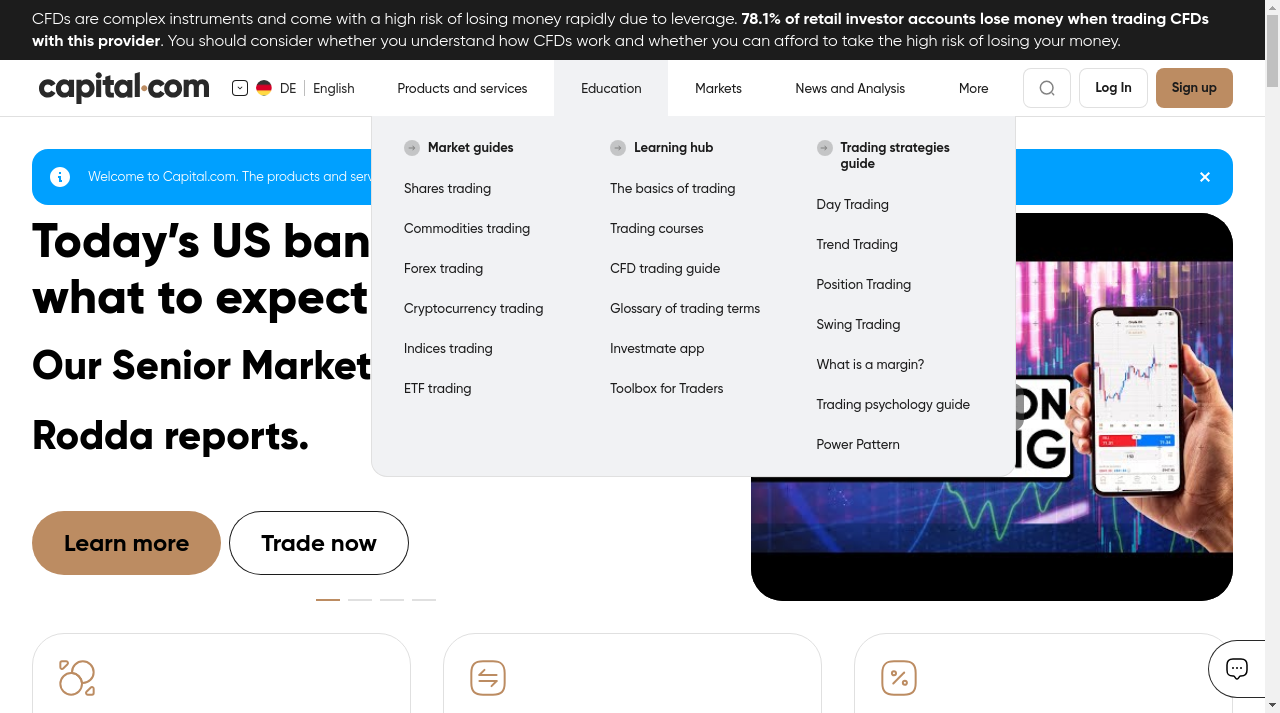 CFDs are complex instruments and come with a high risk of losing money rapidly due to leverage. 78.1% of retail investor accounts lose money when trading CFDs
with this provider. You should consider whether you understand how CFDs work and whether you can afford to take the high risk of losing your money.
capital.com
DE
English
Products and services
Education
Markets
News and Analysis
More
Log In
Sign up
Market guides
Shares trading
Commodities trading
Forex trading
Cryptocurrency trading
Indices trading
ETF trading
Learning hub
The basics of trading
Trading courses
CFD trading guide
Glossary of trading terms
Investmate app
Toolbox for Traders
Trading strategies
guide
Day Trading
Trend Trading
Position Trading
Swing Trading
What is a margin?
Trading psychology guide
Power Pattern
Welcome to Capital.com. The products and serv
Today’s US ban
what to expect
Our Senior Market
Rodda reports.
Learn more
Trade now